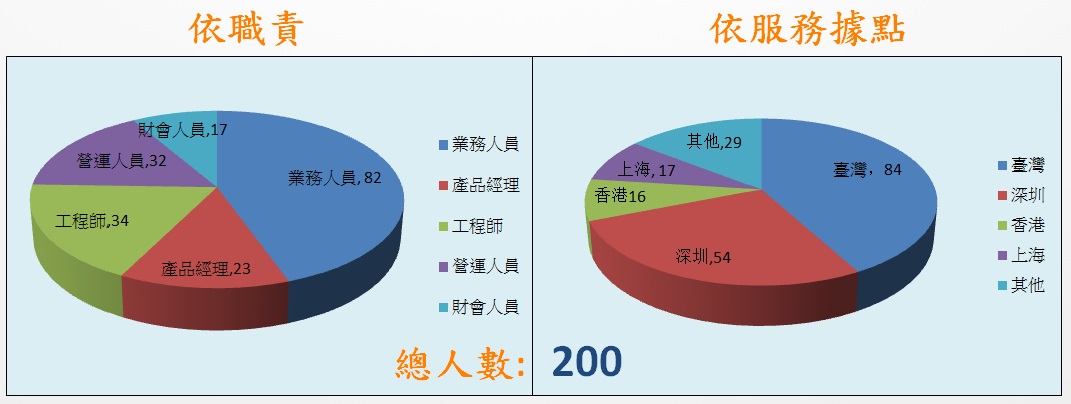 依職責
依服務據點
財會人員,17
營運人員,32
業務人員, 82
工程師,34
產品經理,23
業務人員
產品經理
工程師
營運人員
財會人員
其他,29
上海, 17
臺灣，84
香港16
深圳,54
臺灣
深圳
香港
上海
其他
總人數: 200